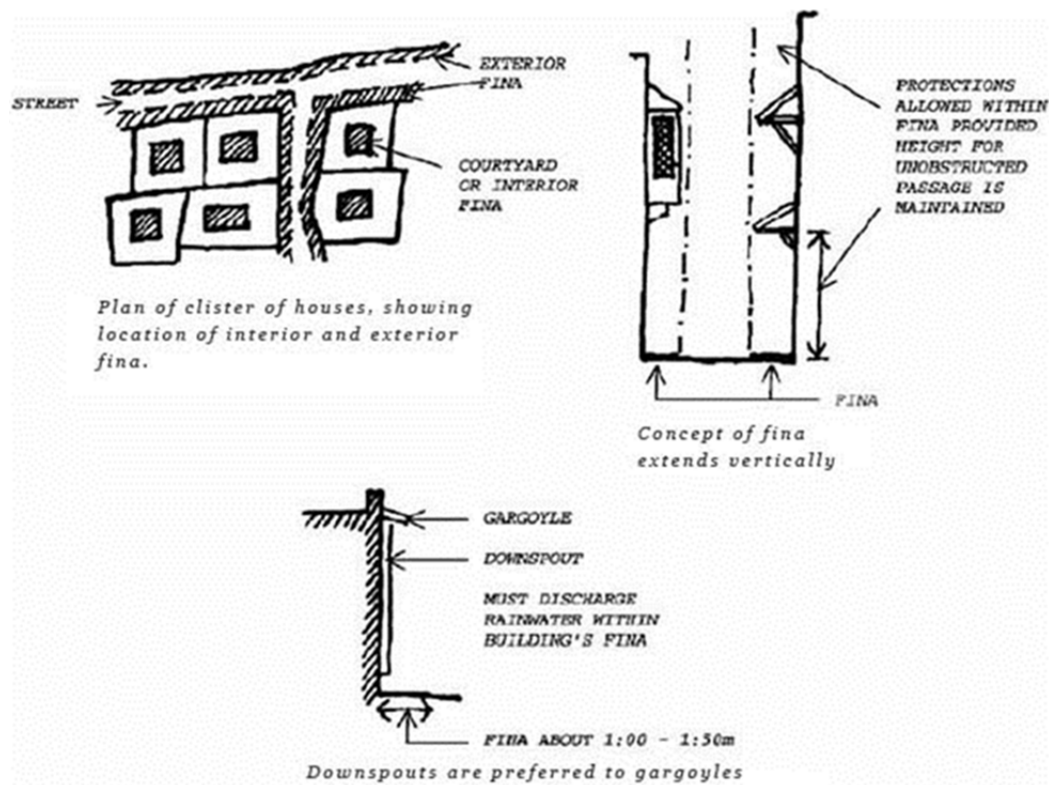 STREET
EXTERIOR
FINA
COURTYARD
OR INTERIOR
FINA
Plan of clister of houses, showing
location of interior and exterior
fina.
PROTECTIONS
ALLOWED WITHIN
FINA PROVIDED
HEIGHT FOR
UNOBSTRUCTED
PASSAGE IS
MAINTAINED
FINA
Concept of fina
extends vertically
GARGOYLE
DOWNSPOUT
MUST DISCHARGE
RAINWATER WITHIN
BUILDING'S FINA
FINA ABOUT 1:00 - 1:50m
Downspouts are preferred to gargoyles